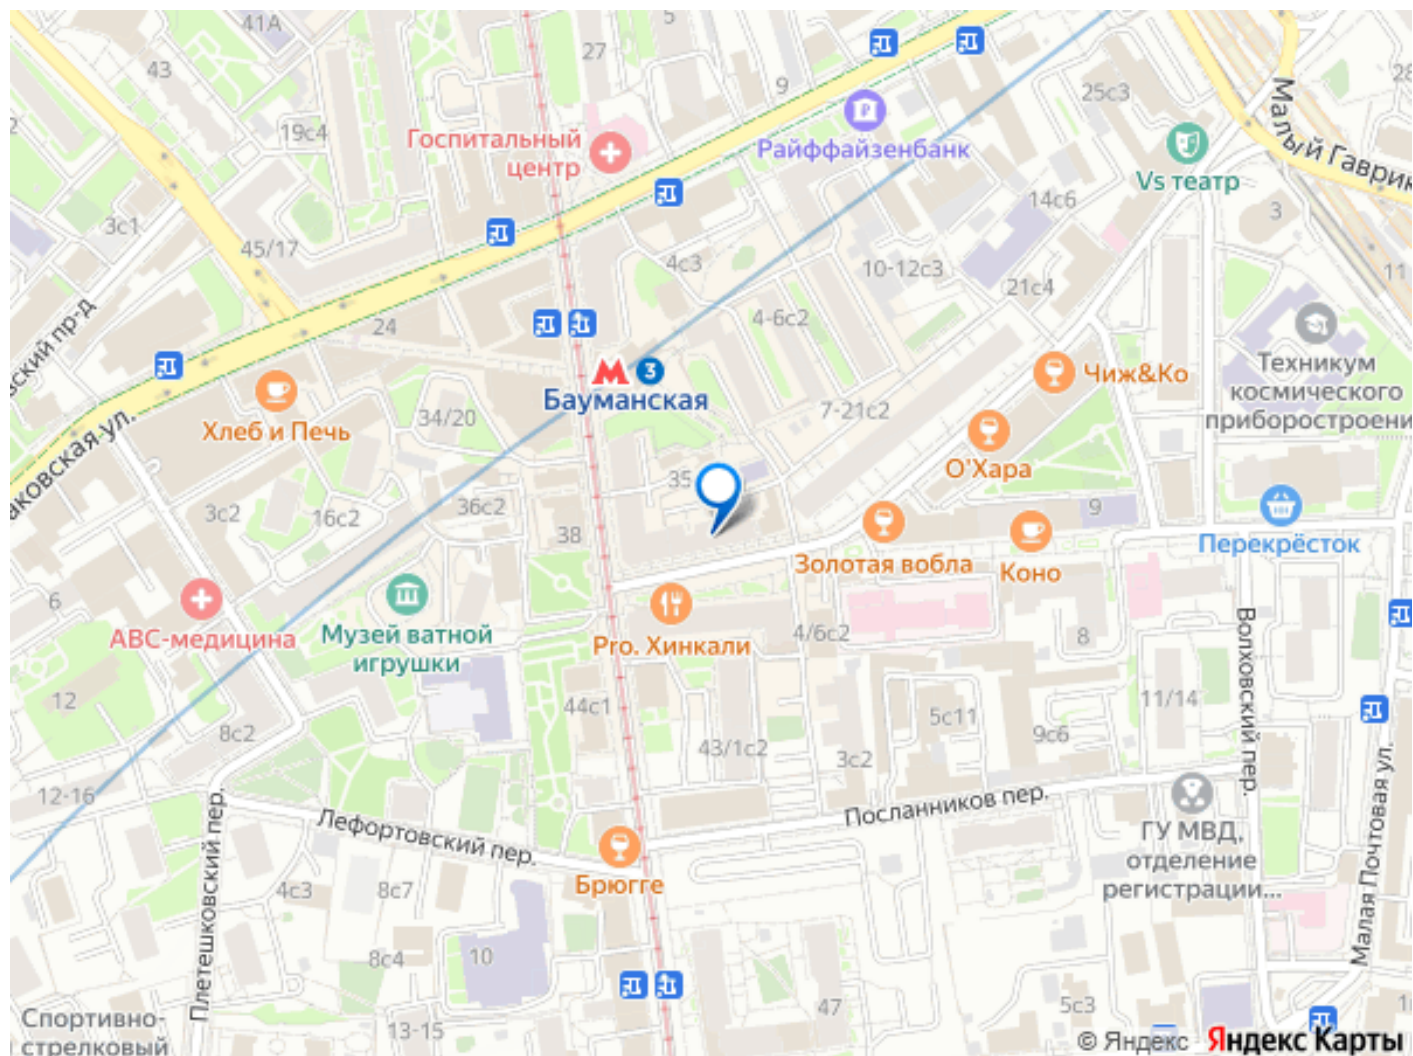 41А
5
43
27
9
25с3
28
2
19с4
Госпитальный
центр
Райффайзенбанк
Малый Гаврик
Vs театр
14с6
3
3с1
45/17
4с3
10-12с3
11
21с4
24
4-6с2
ский пр-д
М 3
Бауманская
Чиж&Ко
Техникум
космического
приборостроени
Хлеб и Печь
34/20
7-21с2
О'Хара
аковская ул.
35
3с2
16с2
36с2
38
9
Золотая вобла
Коно
Перекрёсток
6
АВС-медицина
Музей ватной
игрушки
Pro. Хинкали
4/6с2
8
Волховский пер.
12
8с2
44с1
43/1с2
3с2
5с11
9с6
11/14
12-16
Плетешковский пер.
Лефортовский пер.
Посланников пер.
ГУ МВД,
отделение
регистрации...
Малая Почтовая ул.
Брюгге
4с3
8с7
8с4
10
47
5с3
13-15
Спортивно-
стрелковый
© Яндекс Яндекс Карты